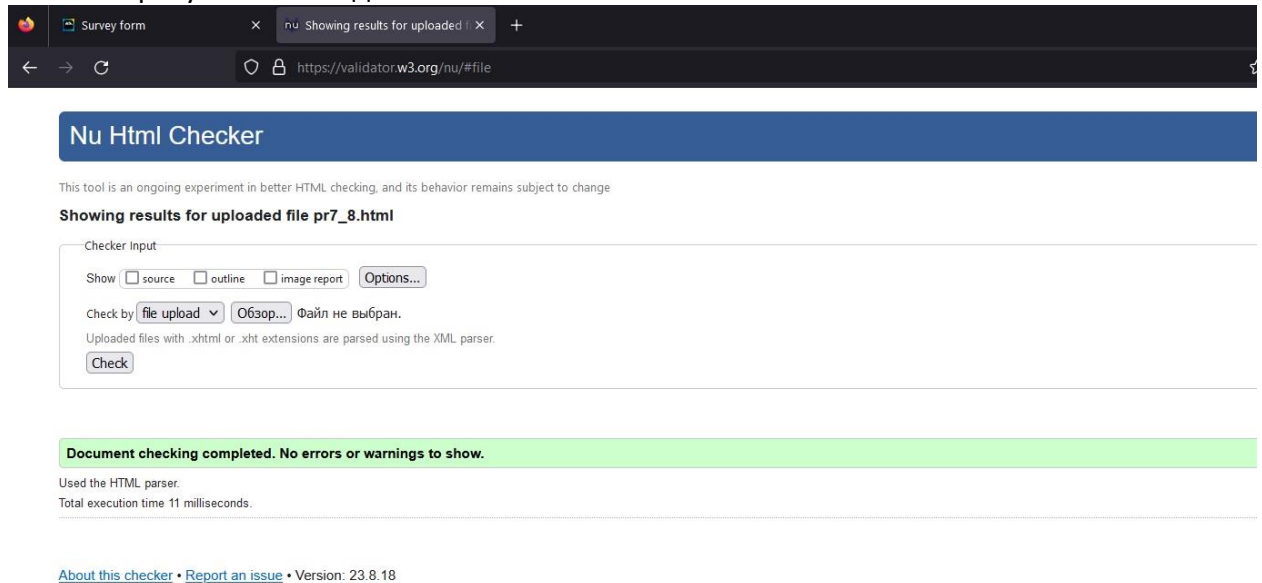 Survey form
nu Showing results for uploaded
https://validator.w3.org/nu/#file
Nu Html Checker
This tool is an ongoing experiment in better HTML checking, and its behavior remains subject to change
Showing results for uploaded file pr7_8.html
Checker Input
Show source outline image report Options...
Check by file upload Обзор... Файл не выбран.
Uploaded files with .xhtml or .xht extensions are parsed using the XML parser.
Check
Document checking completed. No errors or warnings to show.
Used the HTML parser.
Total execution time 11 milliseconds.
About this checker • Report an issue • Version: 23.8.18